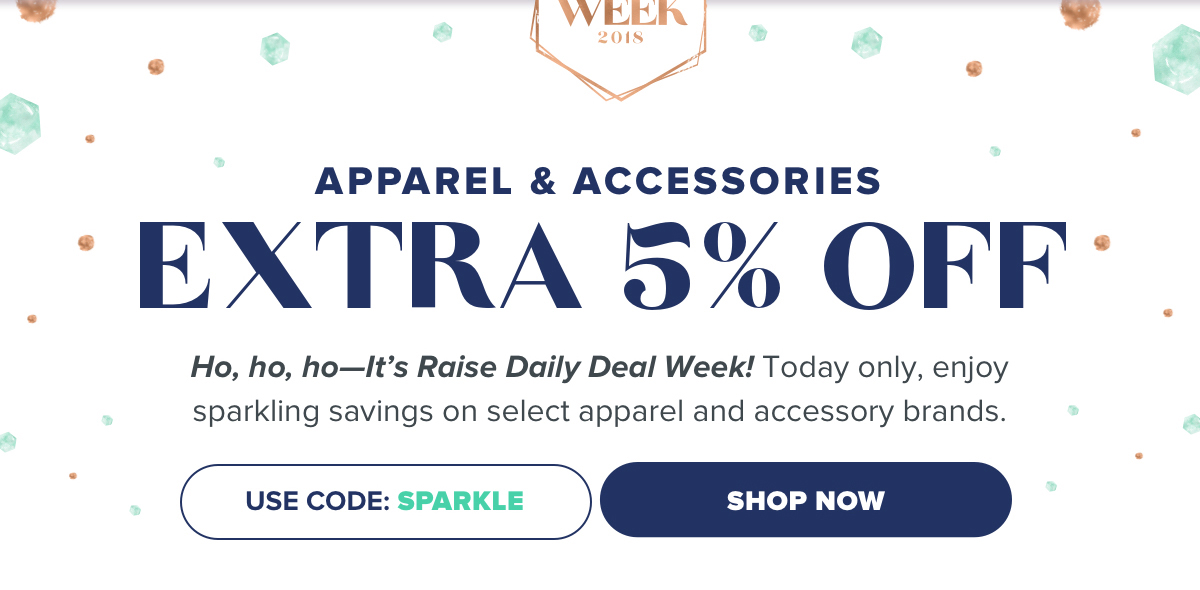 WEEK
2018
APPAREL & ACCESSORIES
EXTRA 5% OFF
Ho, ho, ho—It’s Raise Daily Deal Week! Today only, enjoy
sparkling savings on select apparel and accessory brands.
USE CODE: SPARKLE
SHOP NOW